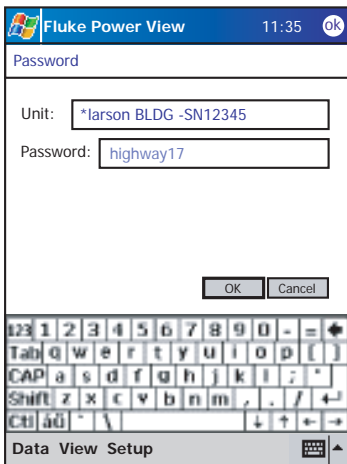 Fluke Power View 11:35 ok
Password
Unit: *larson BLDG -SN12345
Password: highway17
OK Cancel
123 1 2 3 4 5 6 7 8 9 0 - =
Tab q w e r t y u i o p [ ]
CAP a s d f g h j k l ; '
Shift z x c v b n m , . /
Ctl áü ` \
Data View Setup